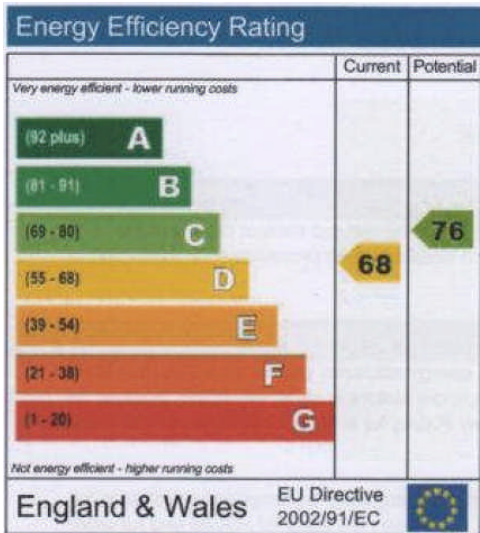 Energy Efficiency Rating
Current Potential
Very energy efficient - lower running costs
(92 plus) A
(81 - 91) B
(69 - 80) C
76
(55 - 68) D
68
(39 - 54) E
(21 - 38) F
(1 - 20) G
Not energy efficient - higher running costs
England & Wales
EU Directive
2002/91/EC